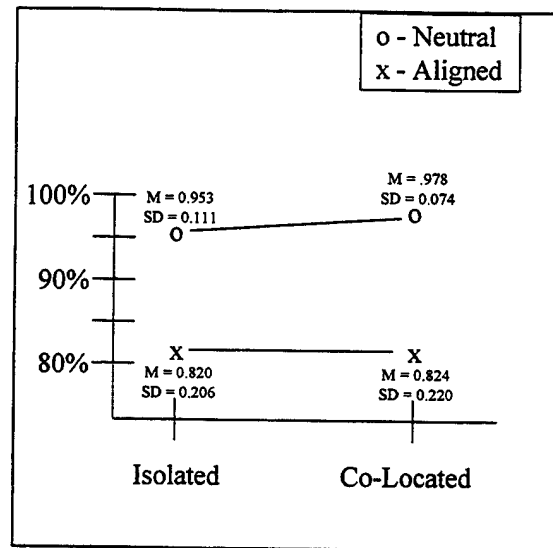 o - Neutral
x - Aligned
M = 0.953
SD = 0.111
M = .978
SD = 0.074
100%
o
o
90%
80%
x
x
M = 0.820
SD = 0.206
M = 0.824
SD = 0.220
Isolated
Co-Located